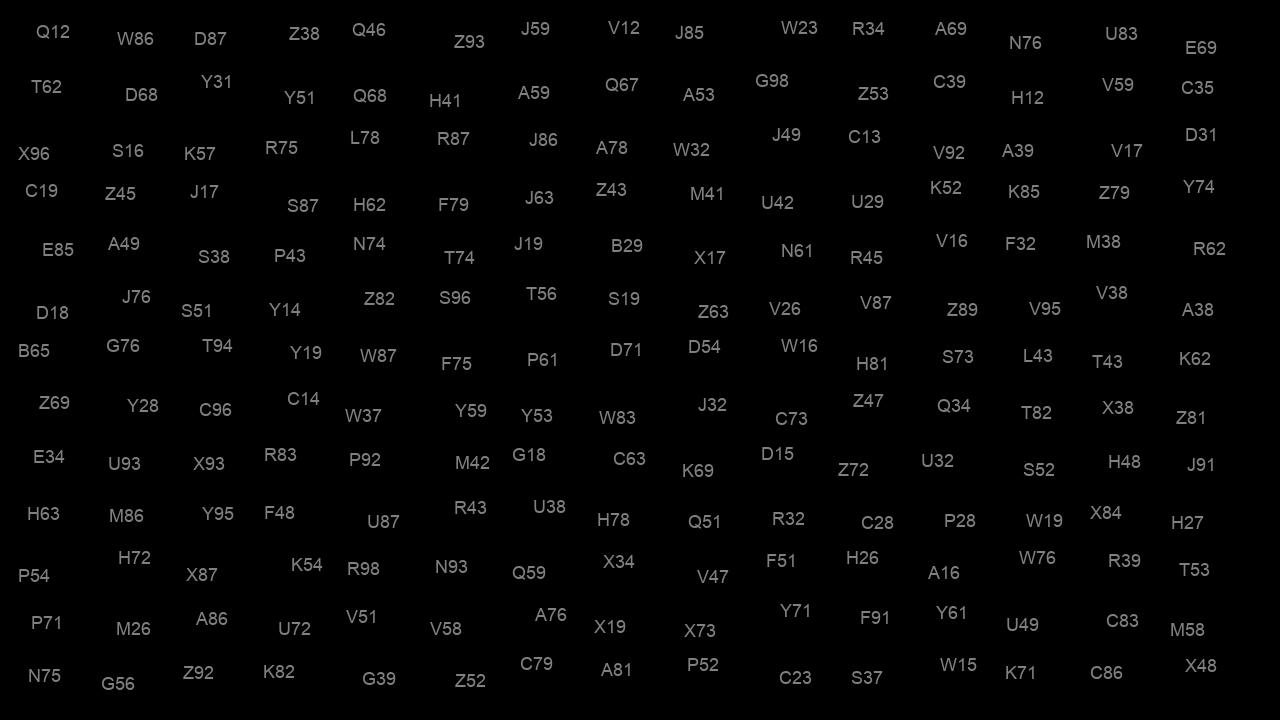 Q12 W86 D87 Z38 Q46 Z93 J59 V12 J85 W23 R34 A69 N76 U83 E69
T62 D68 Y31 Y51 Q68 H41 A59 Q67 A53 G98 Z53 C39 H12 V59 C35
X96 S16 K57 R75 L78 R87 J86 A78 W32 J49 C13 V92 A39 V17 D31
C19 Z45 J17 S87 H62 F79 J63 Z43 M41 U42 U29 K52 K85 Z79 Y74
E85 A49 S38 P43 N74 T74 J19 B29 X17 N61 R45 V16 F32 M38 R62
D18 J76 S51 Y14 Z82 S96 T56 S19 Z63 V26 V87 Z89 V95 V38 A38
B65 G76 T94 Y19 W87 F75 P61 D71 D54 W16 H81 S73 L43 T43 K62
Z69 Y28 C96 C14 W37 Y59 Y53 W83 J32 C73 Z47 Q34 T82 X38 Z81
E34 U93 X93 R83 P92 M42 G18 C63 K69 D15 Z72 U32 S52 H48 J91
H63 M86 Y95 F48 U87 R43 U38 H78 Q51 R32 C28 P28 W19 X84 H27
P54 H72 X87 K54 R98 N93 Q59 X34 V47 F51 H26 A16 W76 R39 T53
P71 M26 A86 U72 V51 V58 A76 X19 X73 Y71 F91 Y61 U49 C83 M58
N75 G56 Z92 K82 G39 Z52 C79 A81 P52 C23 S37 W15 K71 C86 X48